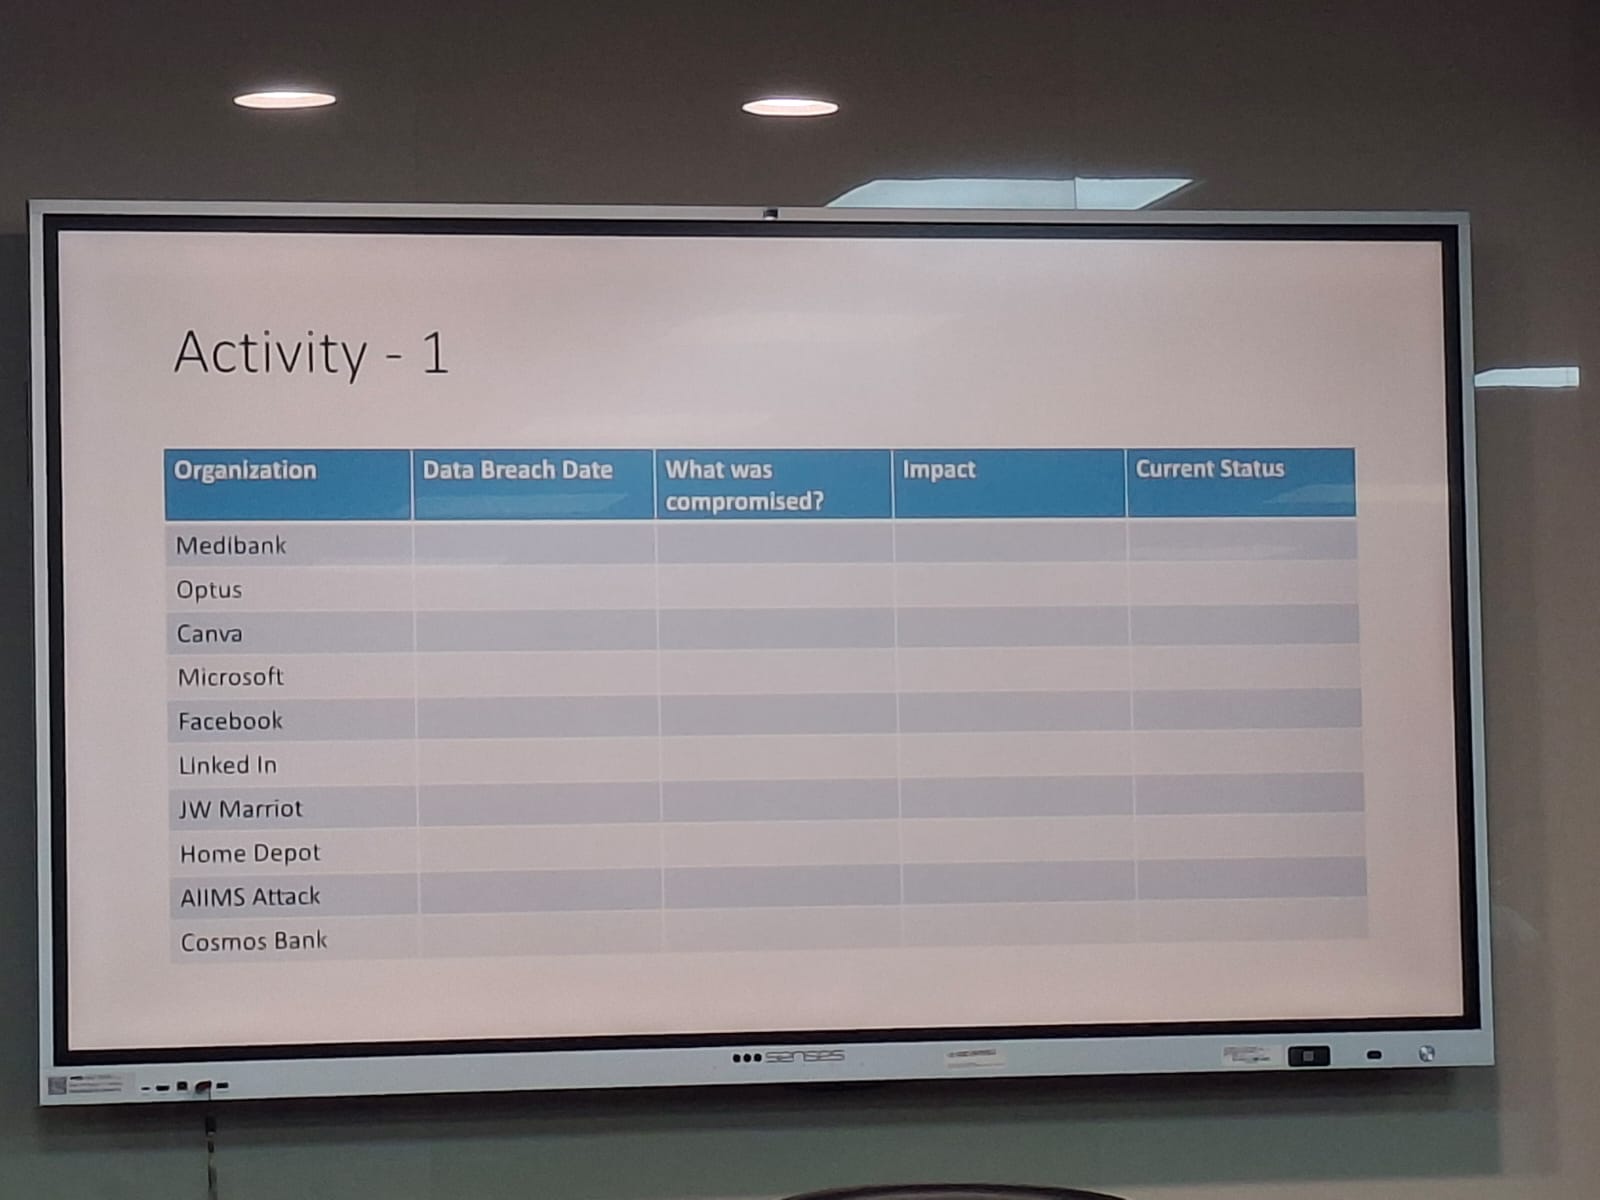 Activity - 1
Organization Data Breach Date What was compromised? Impact Current Status
Medibank
Optus
Canva
Microsoft
Facebook
Linked In
JW Marriot
Home Depot
AIIMS Attack
Cosmos Bank
senses